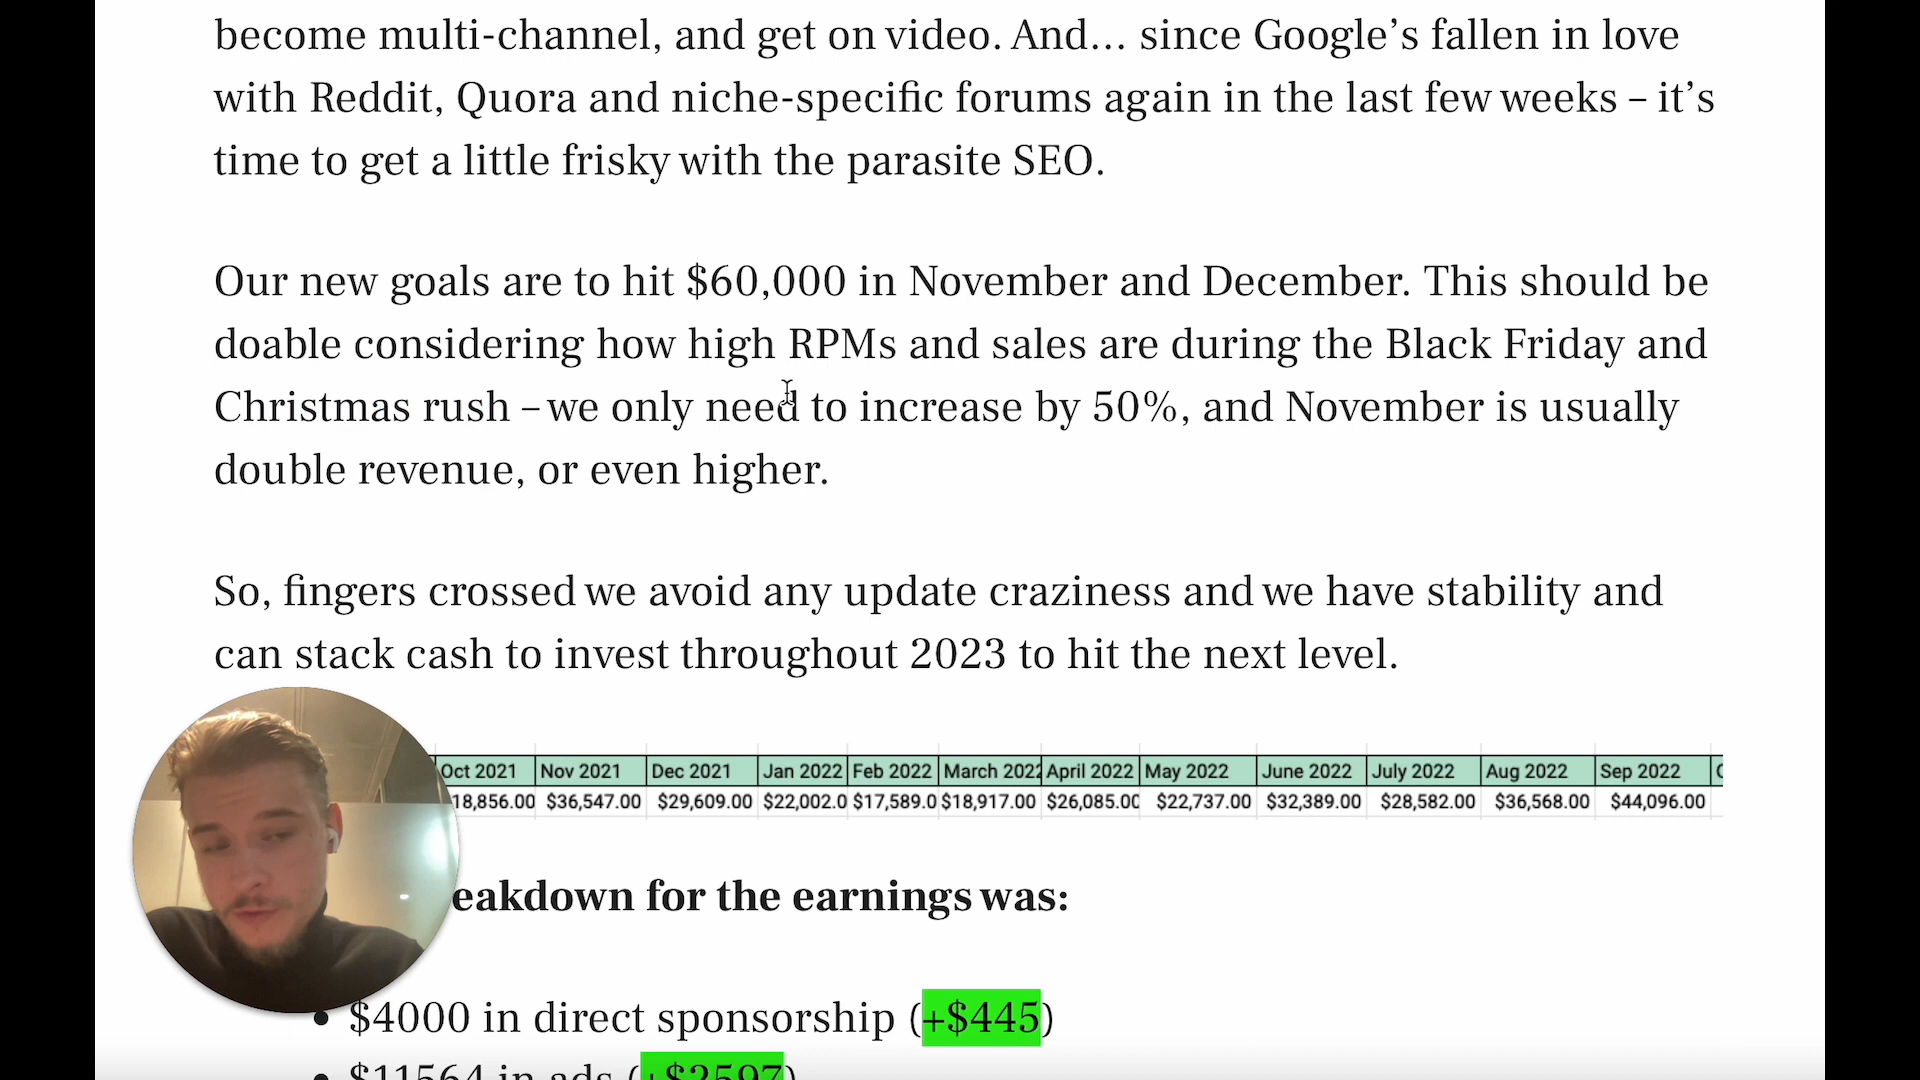 become multi-channel, and get on video. And… since Google’s fallen in love
with Reddit, Quora and niche-specific forums again in the last few weeks – it’s
time to get a little frisky with the parasite SEO.
Our new goals are to hit $60,000 in November and December. This should be
doable considering how high RPMs and sales are during the Black Friday and
Christmas rush – we only need to increase by 50%, and November is usually
double revenue, or even higher.
So, fingers crossed we avoid any update craziness and we have stability and
can stack cash to invest throughout 2023 to hit the next level.
Oct 2021 Nov 2021 Dec 2021 Jan 2022 Feb 2022 March 2022 April 2022 May 2022 June 2022 July 2022 Aug 2022 Sep 2022
18,856.00 $36,547.00 $29,609.00 $22,002.0 $17,589.0 $18,917.00 $26,085.00 $22,737.00 $32,389.00 $28,582.00 $36,568.00 $44,096.00
eakdown for the earnings was:
• $4000 in direct sponsorship (+$445)
• $11564 in ads (+$2597)